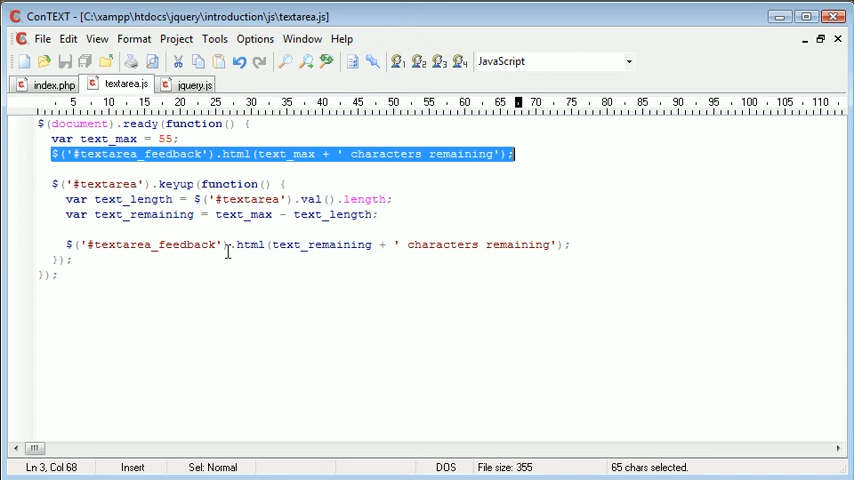 ConTEXT - [C:\xampp\htdocs\jquery\introduction\js\textarea.js]
File Edit View Format Project Tools Options Window Help
JavaScript
index.php textarea.js jquery.js
5 10 15 20 25 30 35 40 45 50 55 60 65 70 75 80 85 90 95 100 105 110
$(document).ready(function() {
var text_max = 55;
$('#textarea_feedback').html(text_max + ' characters remaining');
$('#textarea').keyup(function() {
var text_length = $('#textarea').val().length;
var text_remaining = text_max - text_length;
$('#textarea_feedback').html(text_remaining + ' characters remaining');
});
});
Ln 3, Col 68 Insert Sel: Normal DOS File size: 355 65 chars selected.